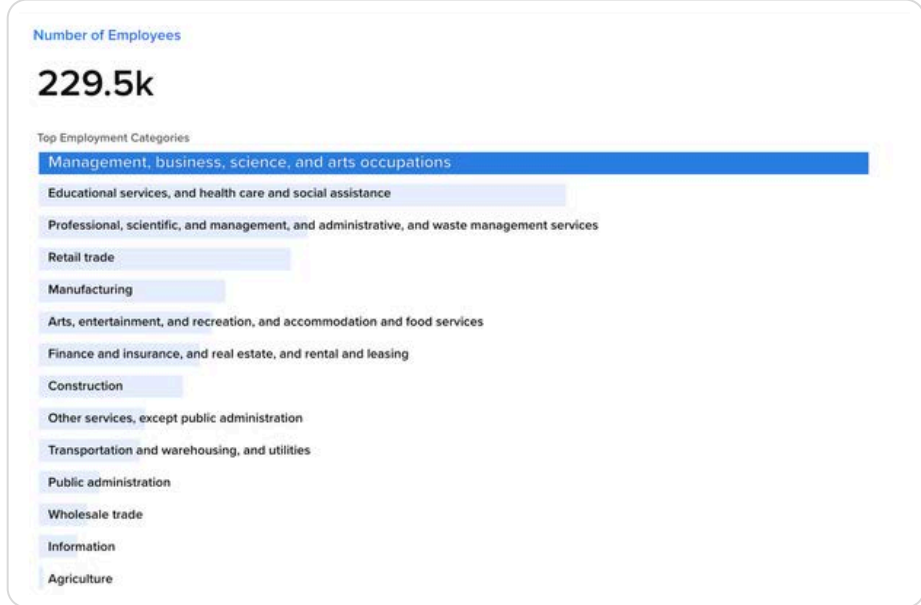 Number of Employees
229.5k
Top Employment Categories
Management, business, science, and arts occupations
Educational services, and health care and social assistance
Professional, scientific, and management, and administrative, and waste management services
Retail trade
Manufacturing
Arts, entertainment, and recreation, and accommodation and food services
Finance and insurance, and real estate, and rental and leasing
Construction
Other services, except public administration
Transportation and warehousing, and utilities
Public administration
Wholesale trade
Information
Agriculture